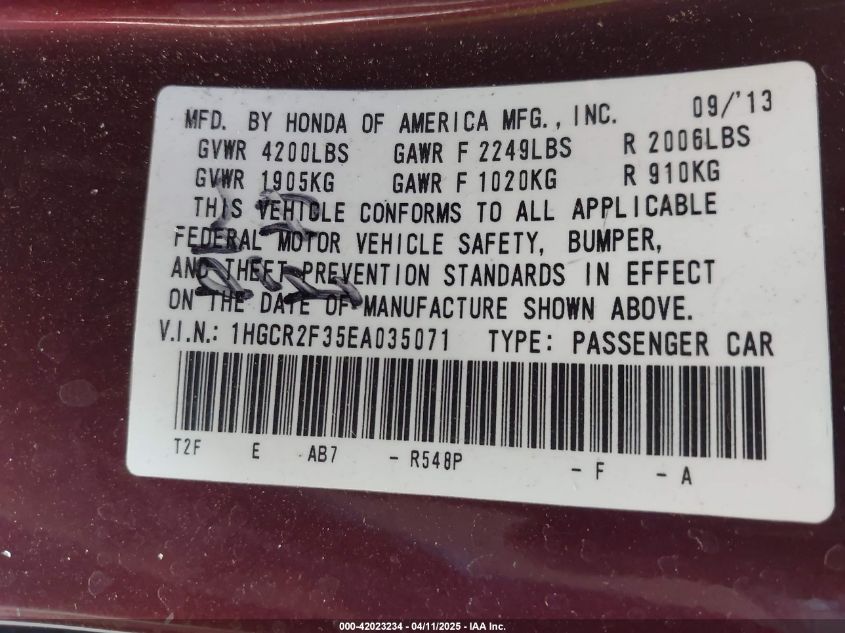 MFD. BY HONDA OF AMERICA MFG., INC. 09/'13
GVWR 4200LBS GAWR F 2249LBS R 2006LBS
GVWR 1905KG GAWR F 1020KG R 910KG
THIS VEHICLE CONFORMS TO ALL APPLICABLE
FEDERAL MOTOR VEHICLE SAFETY, BUMPER,
AND THEFT PREVENTION STANDARDS IN EFFECT
ON THE DATE OF MANUFACTURE SHOWN ABOVE.
V.I.N.: 1HGCR2F35EA035071 TYPE: PASSENGER CAR
T2F E AB7 - R548P - F - A
000-42023234 - 04/11/2025 - IAA Inc.